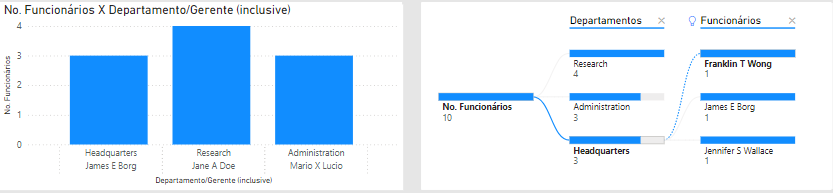 No. Funcionários X Departamento/Gerente (inclusive)
No. Funcionários
4
3
2
1
0
Headquarters
James E Borg
Research
Jane A Doe
Administration
Mario X Lucio
Departamento/Gerente (inclusive)
Departamentos
Funcionários
No. Funcionários
10
Research
4
Administration
3
Headquarters
3
Franklin T Wong
1
James E Borg
1
Jennifer S Wallace
1